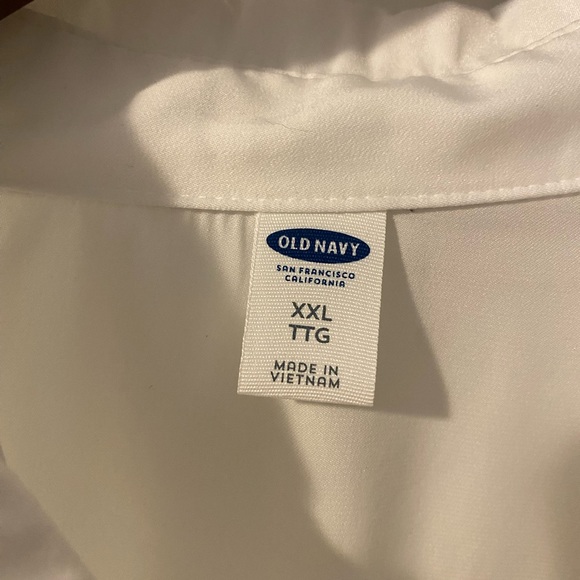 OLD NAVY
SAN FRANCISCO
CALIFORNIA
XXL
TTG
MADE IN
VIETNAM